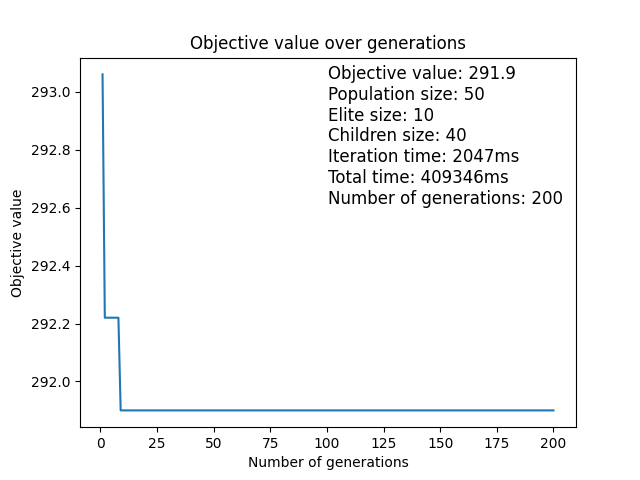 Objective value over generations
Objective value: 291.9
Population size: 50
Elite size: 10
Children size: 40
Iteration time: 2047ms
Total time: 409346ms
Number of generations: 200
Objective value
293.0
292.8
292.6
292.4
292.2
292.0
0 25 50 75 100 125 150 175 200
Number of generations